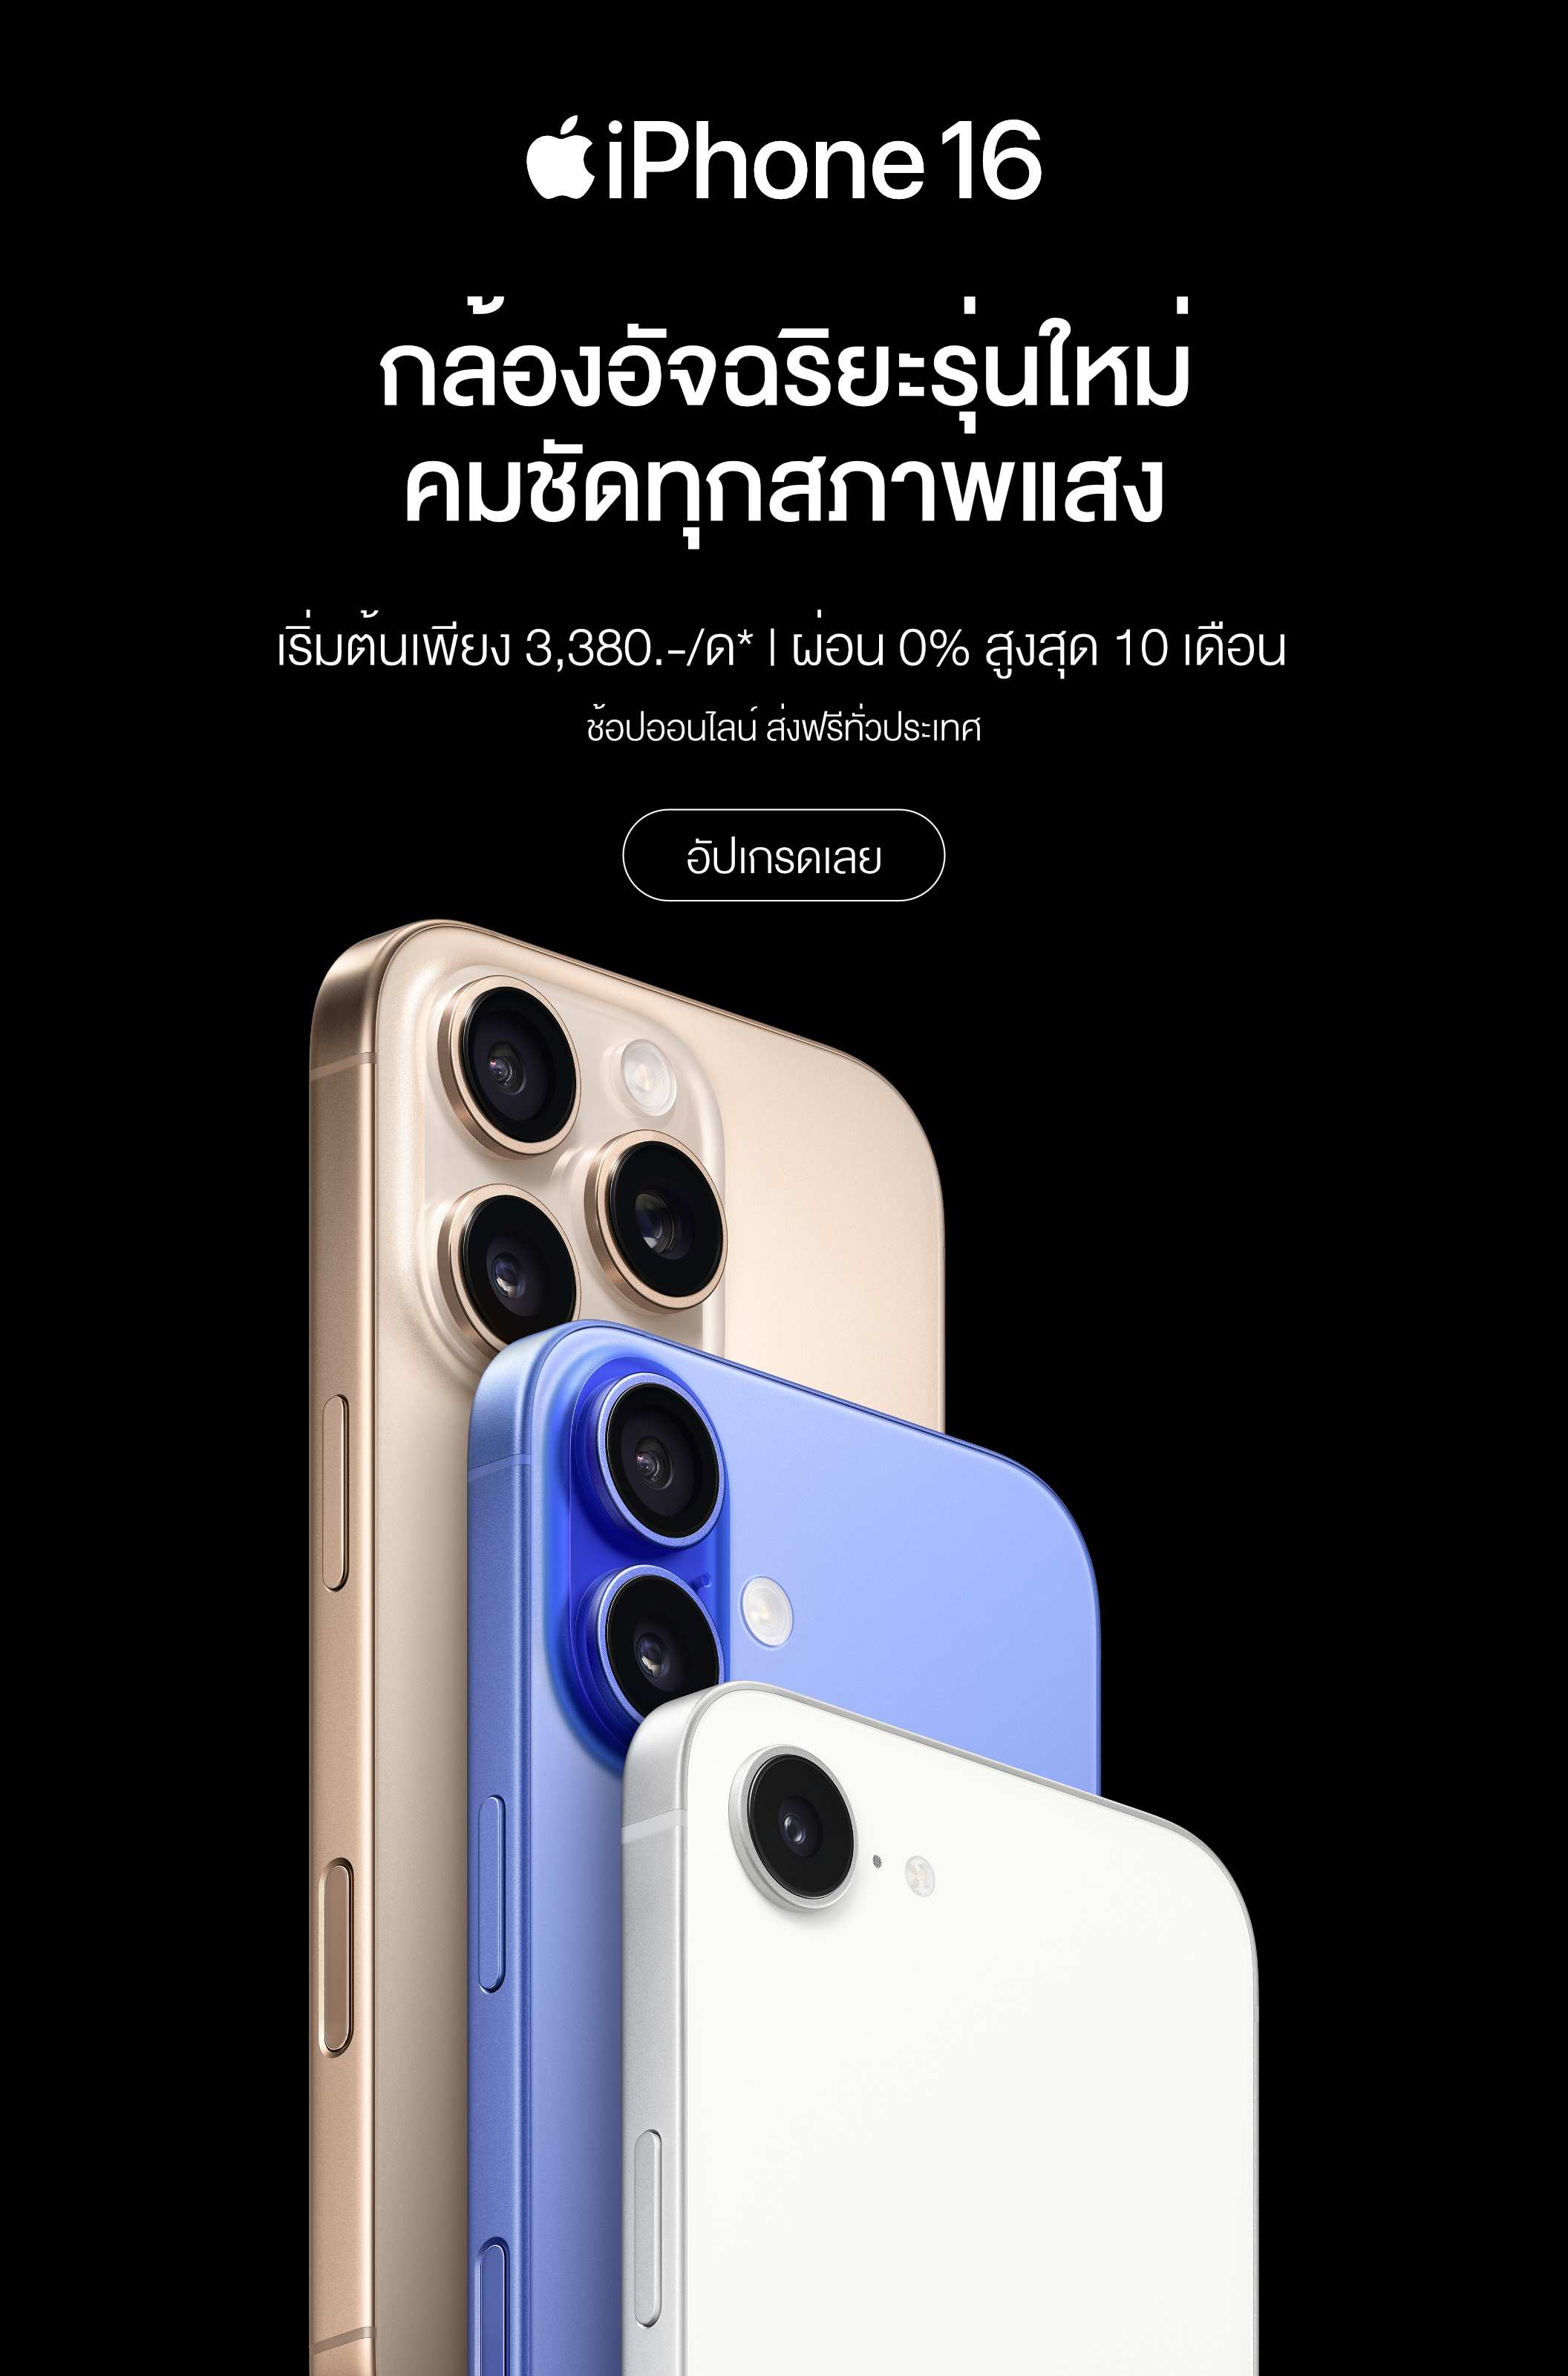 iPhone 16
กล้องอัจฉริยะรุ่นใหม่
คมชัดทุกสภาพแสง
เริ่มต้นเพียง 3,380.-/ด* | ผ่อน 0% สูงสุด 10 เดือน
ช้อปออนไลน์ ส่งฟรีทั่วประเทศ
อัปเกรดเลย